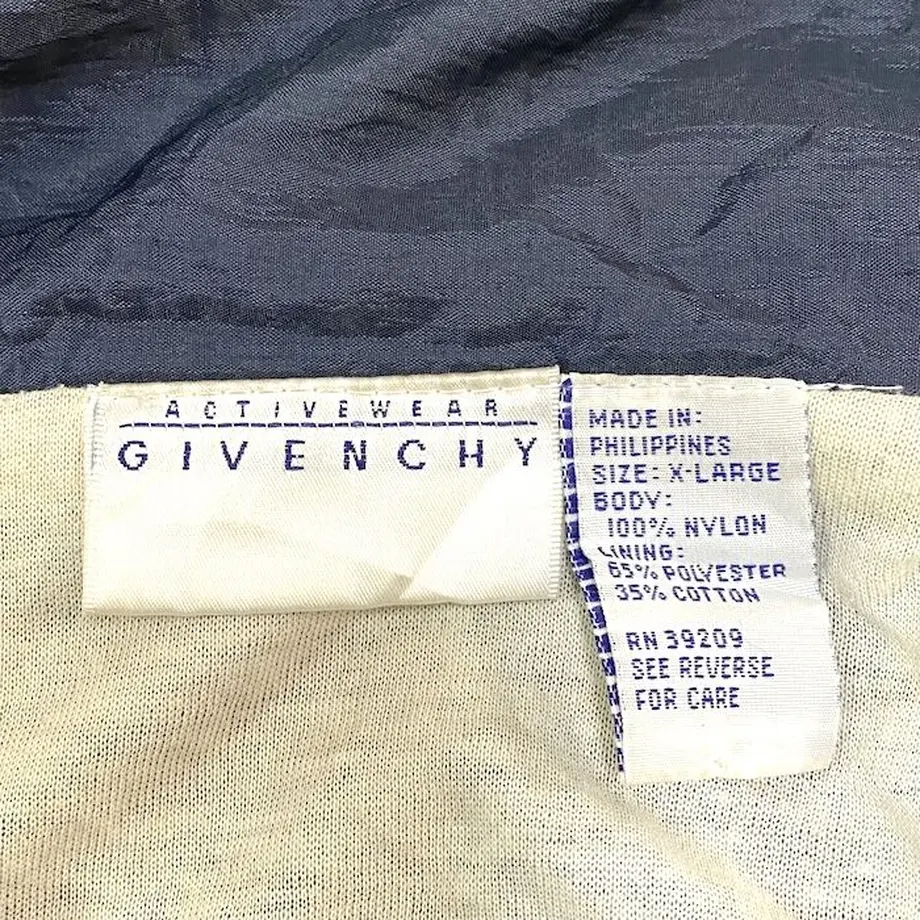 ACTIVEWEAR
GIVENCHY
MADE IN:
PHILIPPINES
SIZE: X-LARGE
BODY:
100% NYLON
LINING:
65% POLYESTER
35% COTTON
RN 39209
SEE REVERSE
FOR CARE